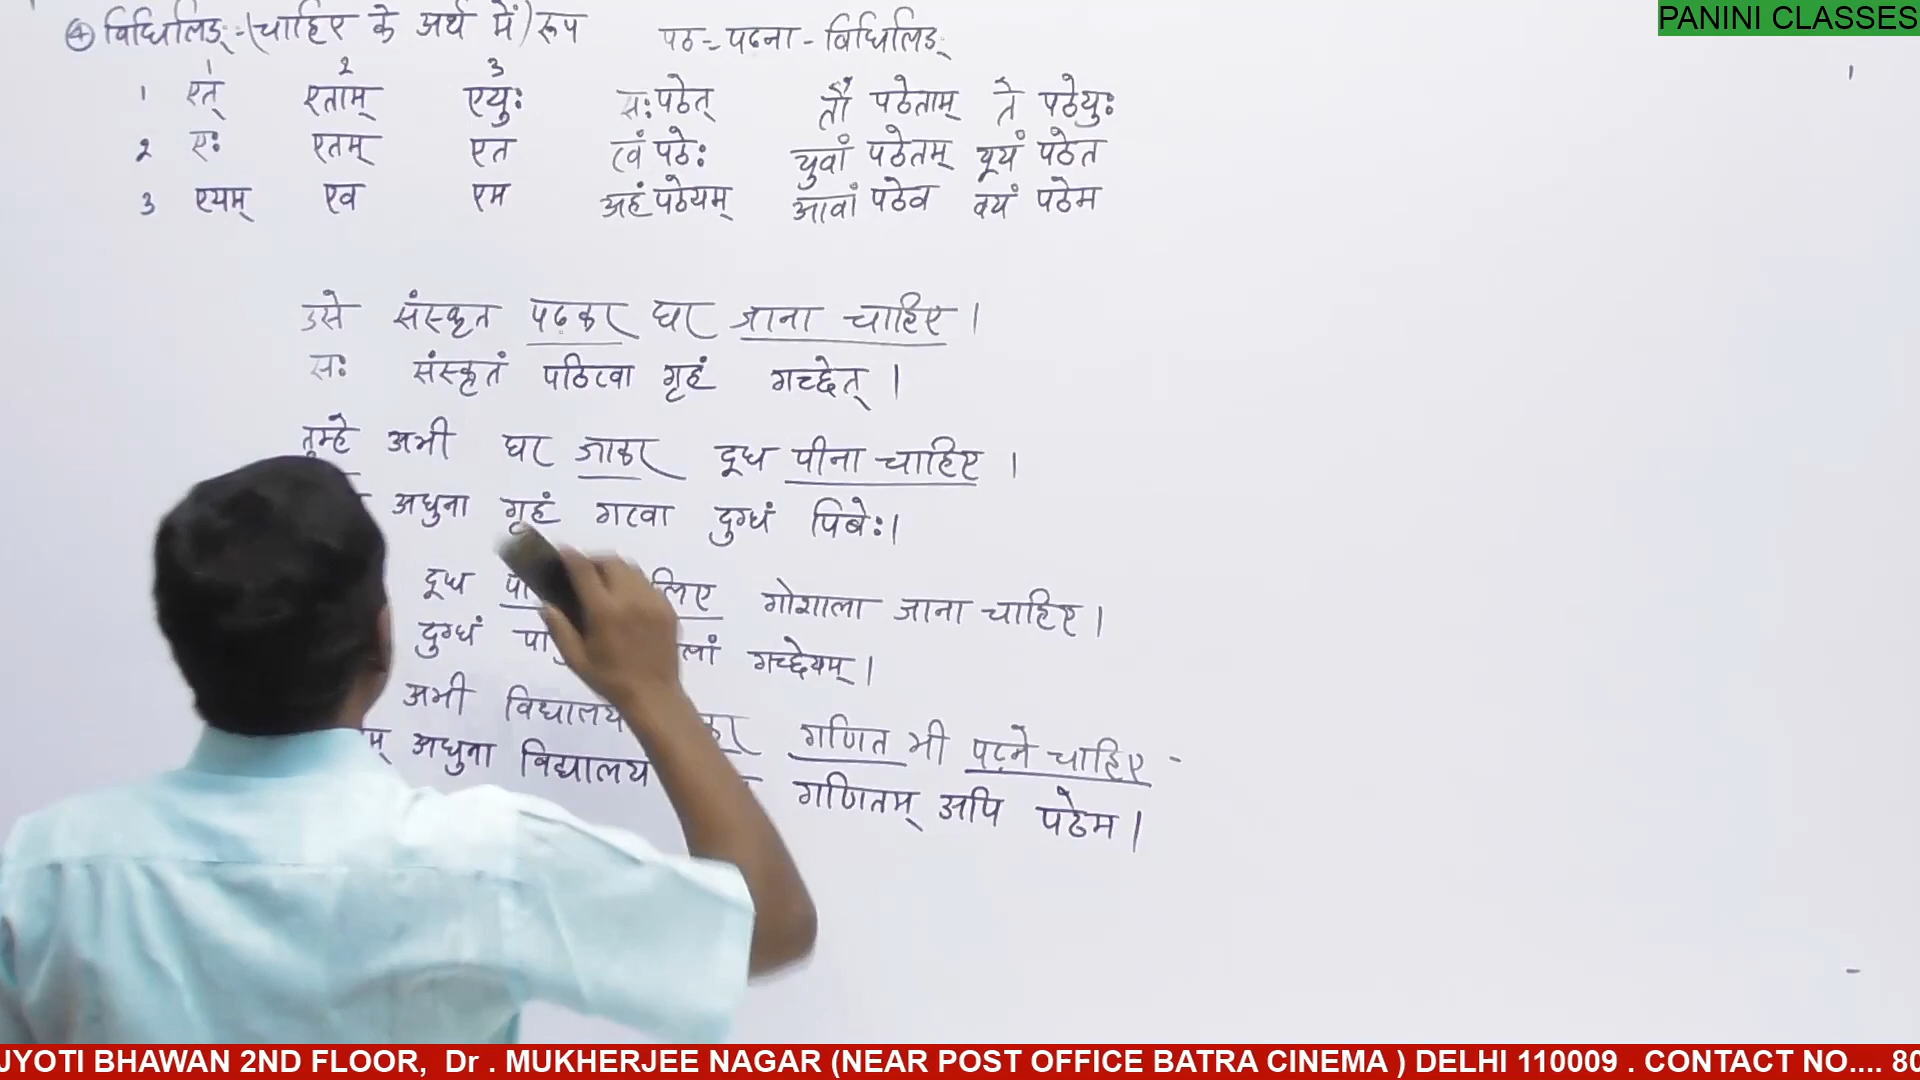 PANINI CLASSES
④ विधिलिङ् - (चाहिए के अर्थ में) रूप पठ = पढना - विधिलिङ्
1 2 3
1 एत् एताम् एयुः सः पठेत् तौ पठेताम् ते पठेयुः
2 एः एतम् एत त्वं पठेः युवां पठेतम् यूयं पठेत
3 एयम् एव एम अहं पठेयम् आवां पठेव वयं पठेम
उसे संस्कृत पढ़कर घर जाना चाहिए ।
सः संस्कृतं पठित्वा गृहं गच्छेत् ।
तुम्हे अभी घर जाकर दूध पीना चाहिए ।
अधुना गृहं गत्वा दुग्धं पिबेः।
दूध लिए गोशाला जाना चाहिए ।
दुग्धं गच्छेयम् ।
अभी विद्यालय गणित भी पढ़ने चाहिए -
अधुना विद्यालय गणितम् अपि पठेम ।
JYOTI BHAWAN 2ND FLOOR, Dr . MUKHERJEE NAGAR (NEAR POST OFFICE BATRA CINEMA ) DELHI 110009 . CONTACT NO.... 80